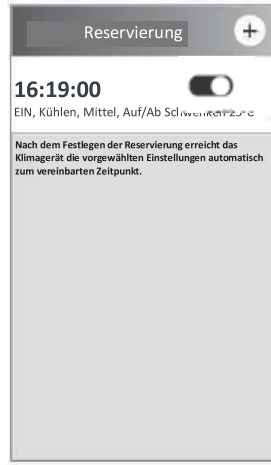 Reservierung
16:19:00
EIN, Kühlen, Mittel, Auf/Ab
Nach dem Festlegen der Reservierung erreicht das
Klimagerät die vorgewählten Einstellungen automatisch
zum vereinbarten Zeitpunkt.